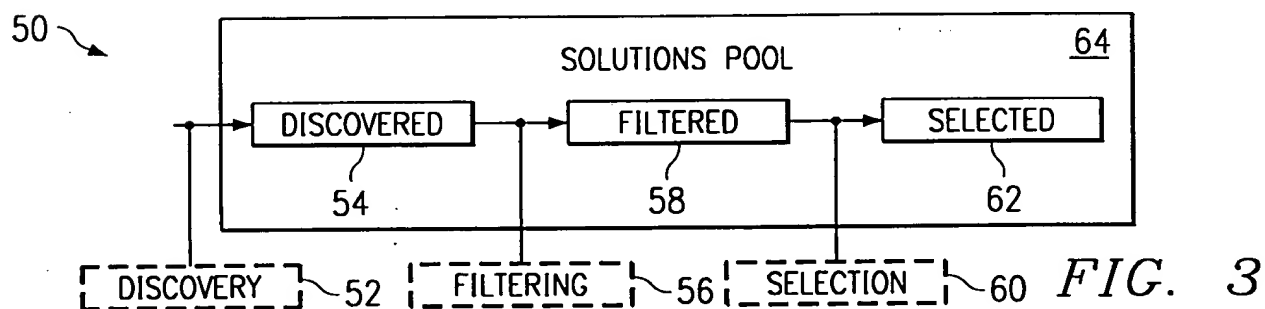 50
64
SOLUTIONS POOL
DISCOVERED
FILTERED
SELECTED
54
58
62
DISCOVERY
52
FILTERING
56
SELECTION
60
FIG. 3